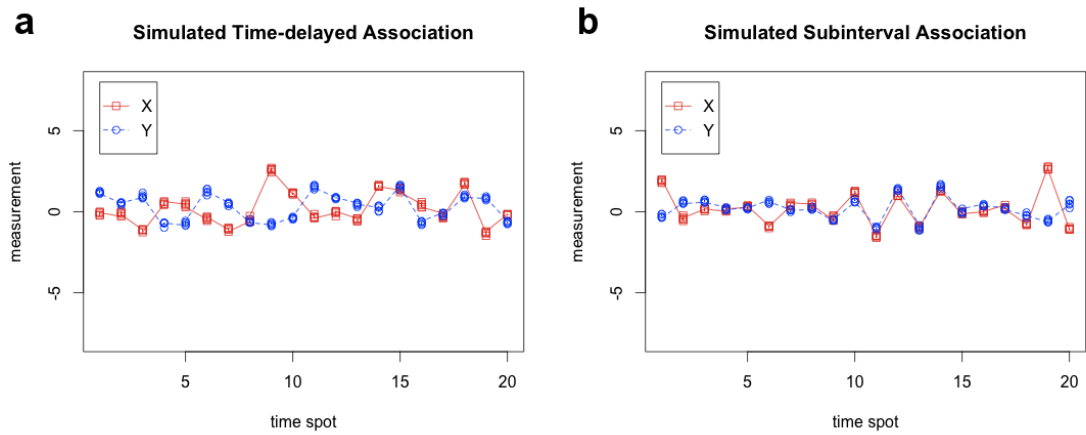 a
Simulated Time-delayed Association
X
Y
measurement
5
0
-5
5
10
15
20
time spot
b
Simulated Subinterval Association
X
Y
measurement
5
0
-5
5
10
15
20
time spot